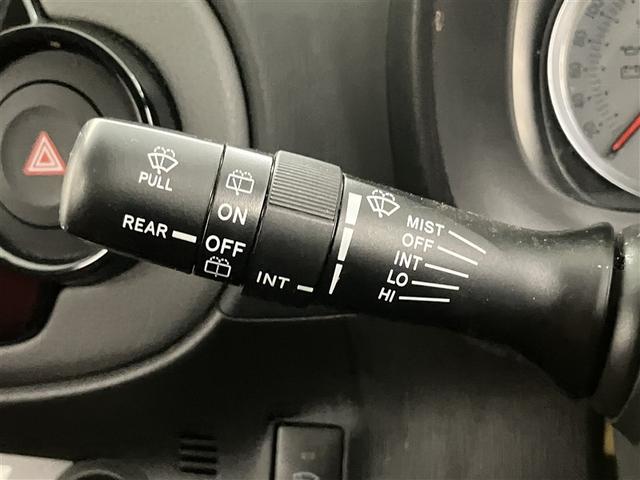 PULL
REAR
ON
OFF
INT
MIST
OFF
INT
LO
HI